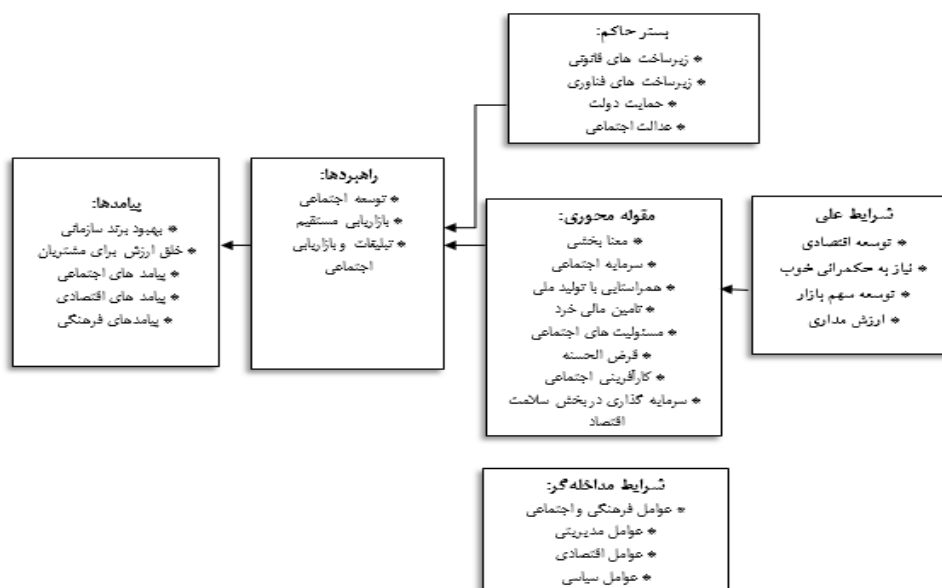 بستر حاکم:
* زیرساخت های قانونی
* زیرساخت های فناوری
* حمایت دولت
* عدالت اجتماعی
شرایط علی
* توسعه اقتصادی
* نیاز به حکمرانی خوب
* توسعه سهم بازار
* ارزش مداری
مقوله محوری:
* معنا بخشی
* سرمایه اجتماعی
* همراستایی با تولید ملی
* تامین مالی خرد
* مسئولیت های اجتماعی
* قرض الحسنه
* کارآفرینی اجتماعی
* سرمایه گذاری در بخش سلامت
اقتصاد
راهبردها:
* توسعه اجتماعی
* بازاریابی مستقیم
* تبلیغات و بازاریابی
اجتماعی
پیامدها:
* بهبود برند سازمانی
* خلق ارزش برای مشتریان
* پیامد های اجتماعی
* پیامد های اقتصادی
* پیامدهای فرهنگی
شرایط مداخله‌گر:
* عوامل فرهنگی و اجتماعی
* عوامل مدیریتی
* عوامل اقتصادی
* عوامل سیاسی